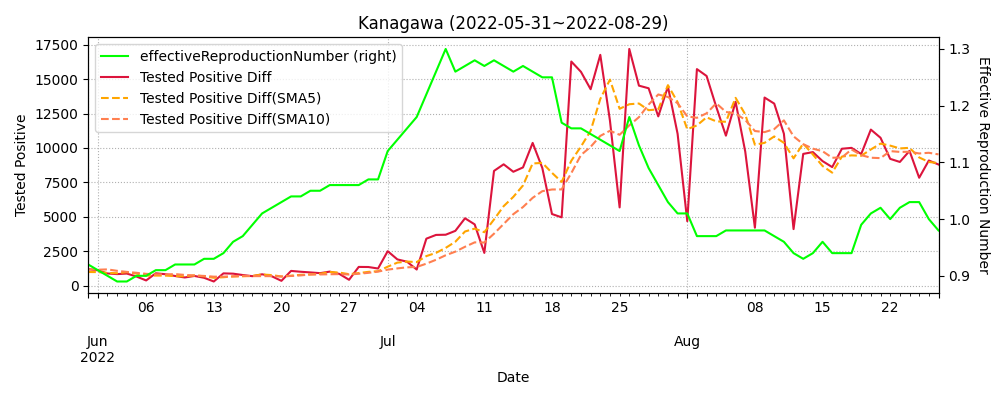 Kanagawa (2022-05-31~2022-08-29)
effectiveReproductionNumber (right)
Tested Positive Diff
Tested Positive Diff(SMA5)
Tested Positive Diff(SMA10)
Tested Positive
17500
15000
12500
10000
7500
5000
2500
0
Effective Reproduction Number
1.3
1.2
1.1
1.0
0.9
06 13 20 27 04 11 18 25 08 15 22
Jun Jul Aug
2022
Date